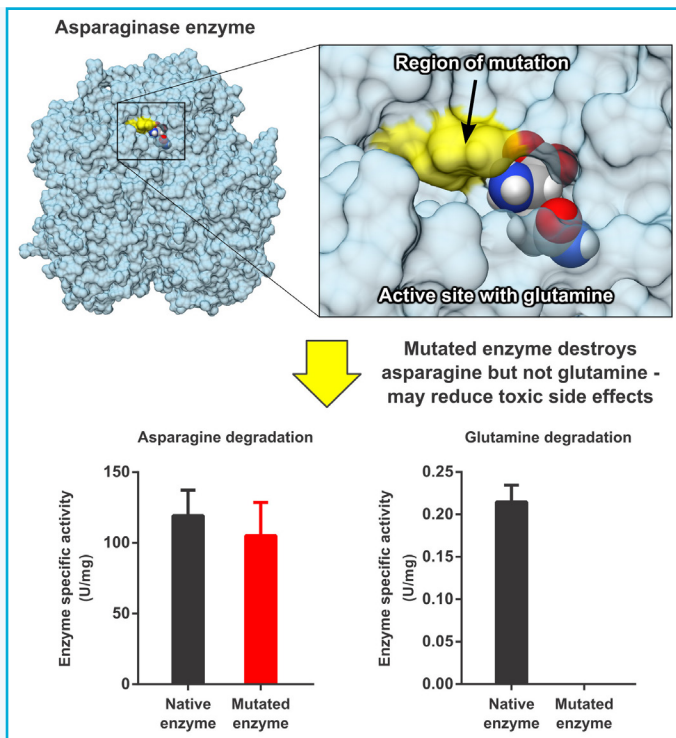 Asparaginase enzyme
Region of mutation
Active site with glutamine
Mutated enzyme destroys
asparagine but not glutamine -
may reduce toxic side effects
Asparagine degradation
Enzyme specific activity
(U/mg)
150
100
50
0
Native
enzyme
Mutated
enzyme
Glutamine degradation
Enzyme specific activity
(U/mg)
0.25
0.20
0.15
0.10
0.05
0.00
Native
enzyme
Mutated
enzyme